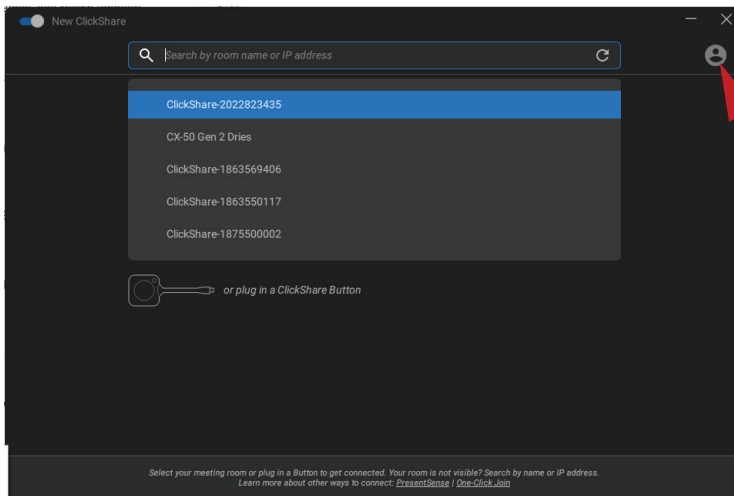 New ClickShare
Search by room name or IP address
ClickShare-2022823435
CX-50 Gen 2 Dries
ClickShare-1863569406
ClickShare-1863550117
ClickShare-1875500002
or plug in a ClickShare Button
Select your meeting room or plug in a Button to get connected. Your room is not visible? Search by name or IP address.
Learn more about other ways to connect: PresentSense | One-Click Join